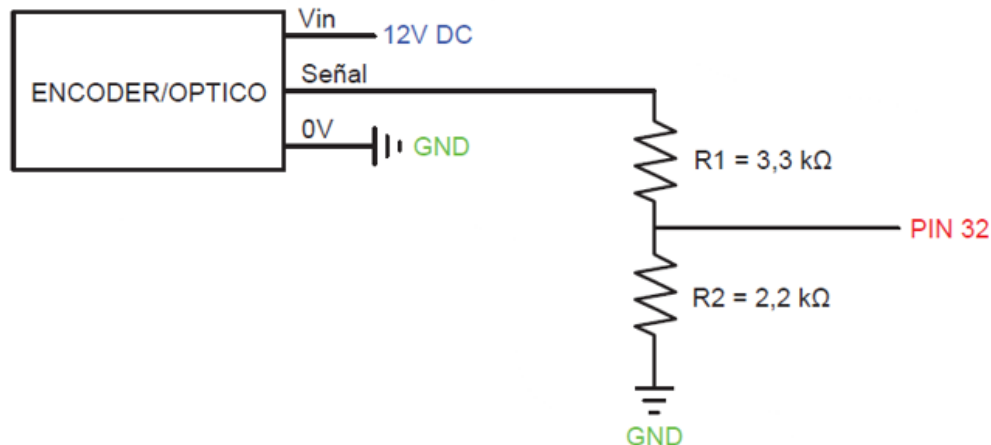 Vin
12V DC
ENCODER/OPTICO
Señal
0V
GND
R1 = 3,3 kΩ
PIN 32
R2 = 2,2 kΩ
GND